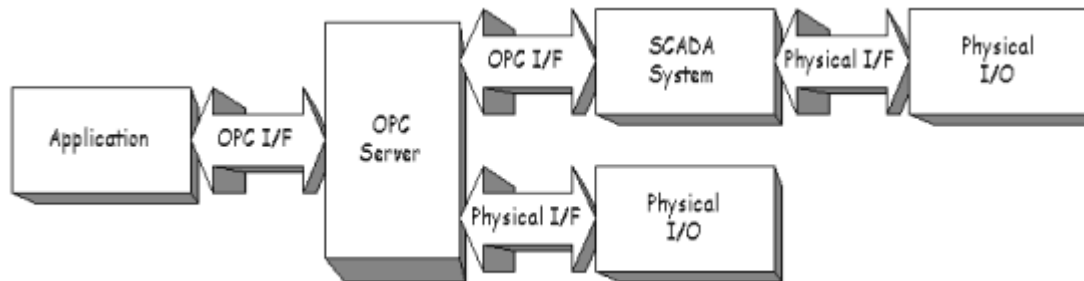 Application
OPC I/F
OPC
Server
OPC I/F
SCADA
System
Physical I/F
Physical
I/O
Physical I/F
Physical
I/O